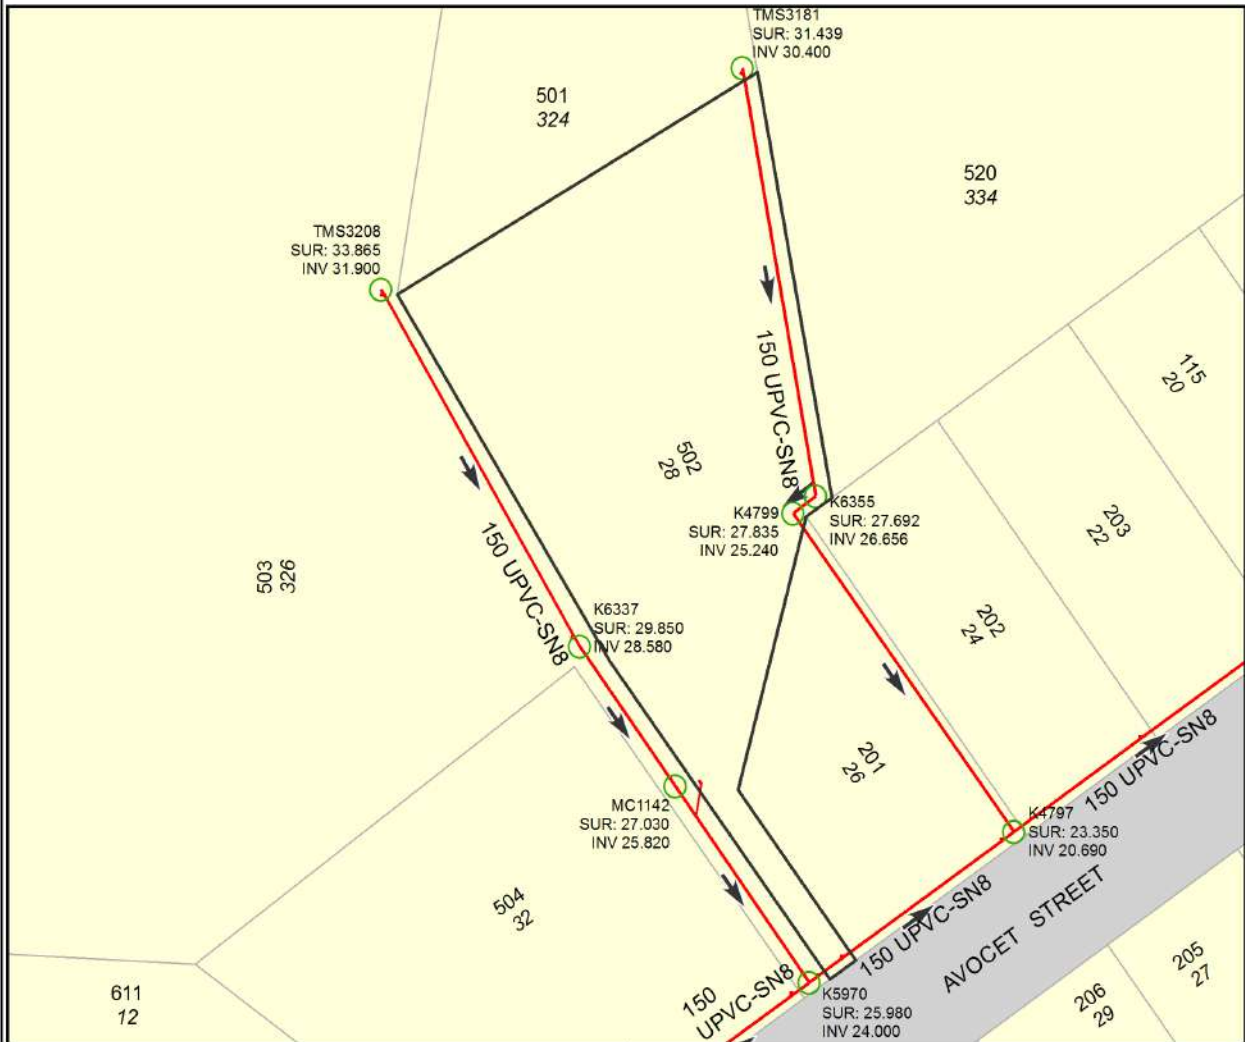 TMS3181
SUR: 31.439
INV 30.400
501
324
520
334
TMS3208
SUR: 33.865
INV 31.900
150 UPVC-SN8
115
20
502
28
K4799
SUR: 27.835
INV 25.240
K6355
SUR: 27.692
INV 26.656
203
22
503
326
150 UPVC-SN8
K6337
SUR: 29.850
INV 28.580
202
24
201
26
150 UPVC-SN8
MC1142
SUR: 27.030
INV 25.820
K4797
SUR: 23.350
INV 20.690
504
32
150 UPVC-SN8
AVOCET STREET
205
27
611
12
150
UPVC-SN8
K5970
SUR: 25.980
INV 24.000
206
29